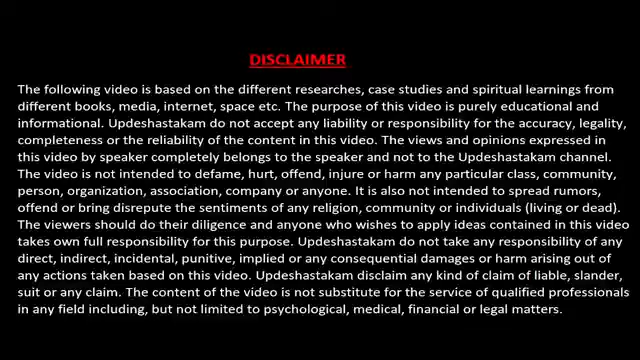 DISCLAIMER
The following video is based on the different researches, case studies and spiritual learnings from
different books, media, internet, space etc. The purpose of this video is purely educational and
informational. Updeshastakam do not accept any liability or responsibility for the accuracy, legality,
completeness or the reliability of the content in this video. The views and opinions expressed in
this video by speaker completely belongs to the speaker and not to the Updeshastakam channel.
The video is not intended to defame, hurt, offend, injure or harm any particular class, community,
person, organization, association, company or anyone. It is also not intended to spread rumors,
offend or bring disrepute the sentiments of any religion, community or individuals (living or dead).
The viewers should do their diligence and anyone who wishes to apply ideas contained in this video
takes own full responsibility for this purpose. Updeshastakam do not take any responsibility of any
direct, indirect, incidental, punitive, implied or any consequential damages or harm arising out of
any actions taken based on this video. Updeshastakam disclaim any kind of claim of liable, slander,
suit or any claim. The content of the video is not substitute for the service of qualified professionals
in any field including, but not limited to psychological, medical, financial or legal matters.